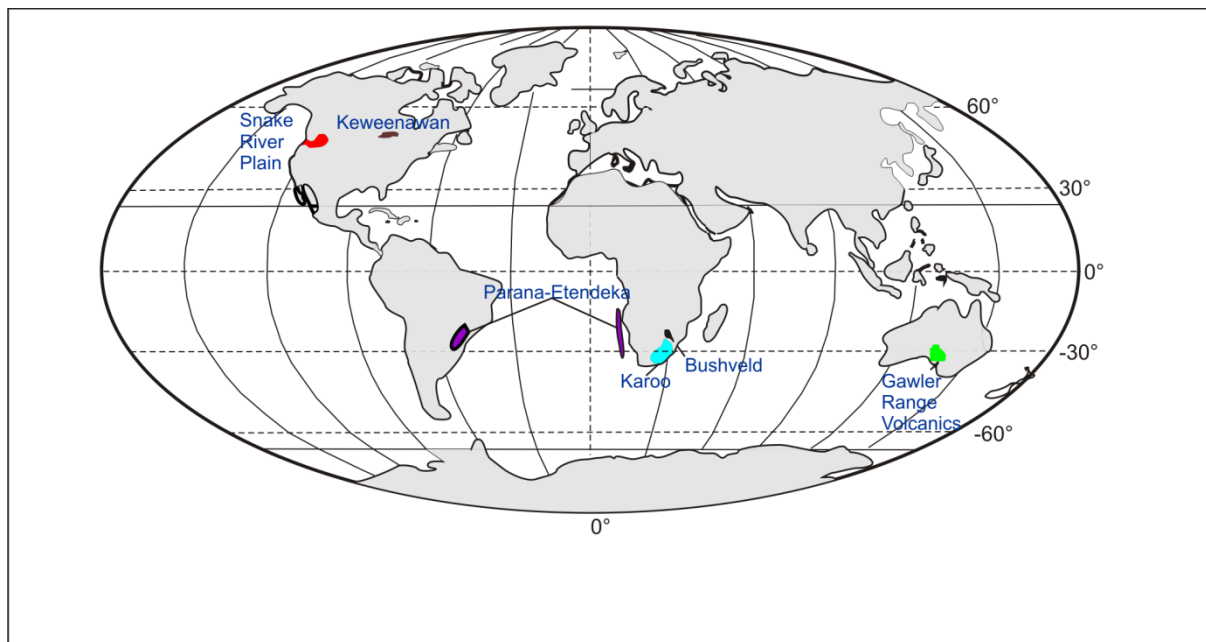 60°
Snake
River
Plain
Keweenawan
30°
0°
Parana-Etendeka
-30°
Bushveld
Karoo
Gawler
Range
Volcanics
-60°
0°